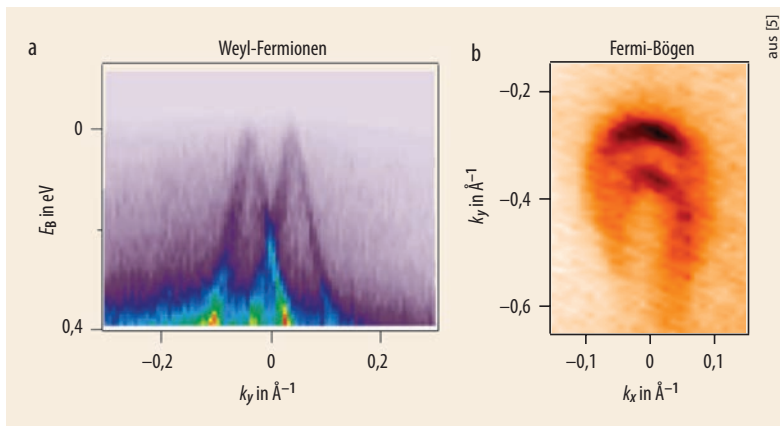 a
Weyl-Fermionen
0
0,4
E_B in eV
−0,2
0
0,2
k_y in Å⁻¹
b
Fermi-Bögen
aus [5]
−0,2
−0,4
−0,6
k_y in Å⁻¹
−0,1
0
0,1
k_x in Å⁻¹